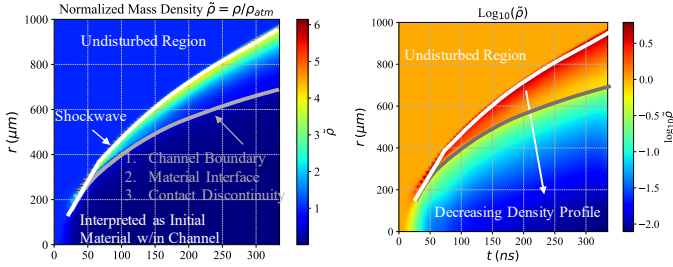 Normalized Mass Density ρ̃ = ρ/ρ_atm
1000
800
600
400
200
0
r (μm)
Undisturbed Region
Shockwave
1. Channel Boundary
2. Material Interface
3. Contact Discontinuity
Interpreted as Initial
Material w/in Channel
0 50 100 150 200 250 300
6
5
4
3
2
1
ρ̃
Log₁₀(ρ̃)
1000
800
600
400
200
0
r (μm)
Undisturbed Region
Decreasing Density Profile
0 50 100 150 200 250 300
t (ns)
0.5
0.0
−0.5
−1.0
−1.5
−2.0
log₁₀ρ̃